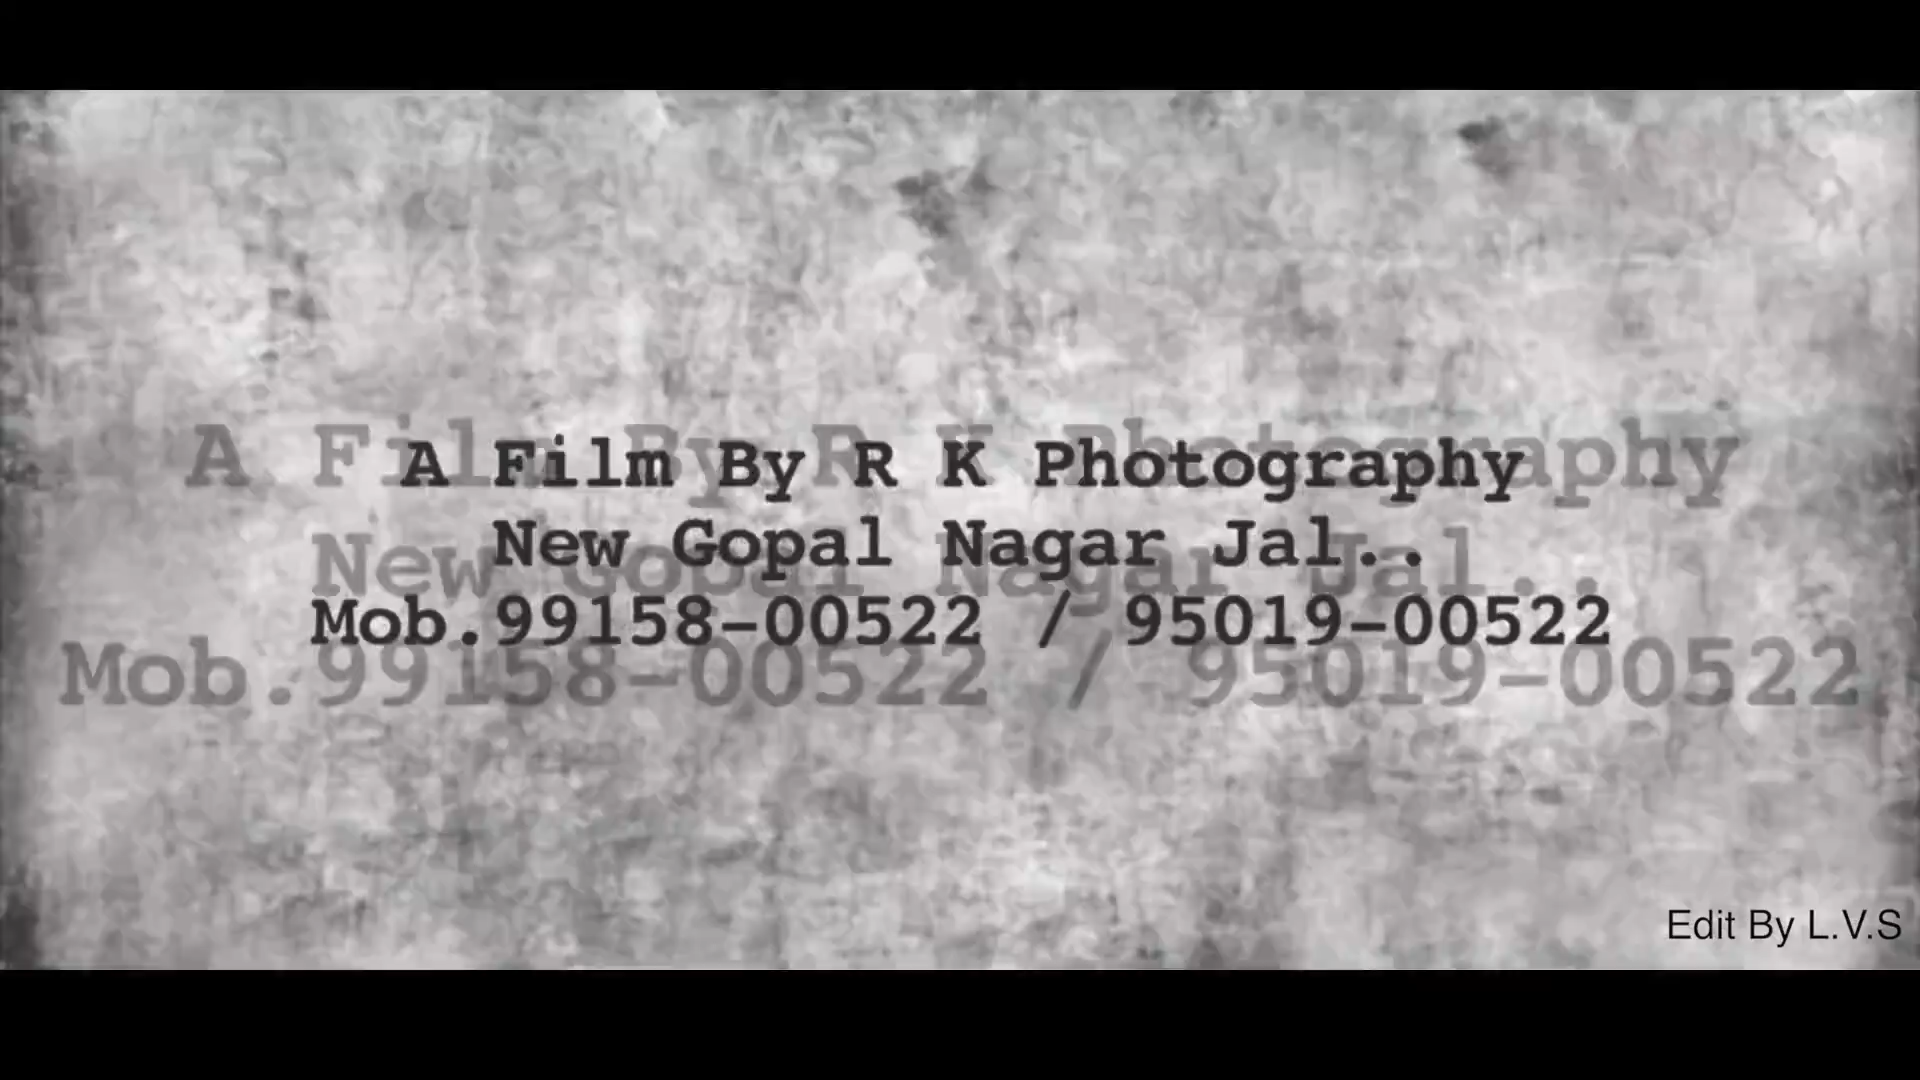 A Film By R K Photography
New Gopal Nagar Jal..
Mob.99158-00522 / 95019-00522
Edit By L.V.S